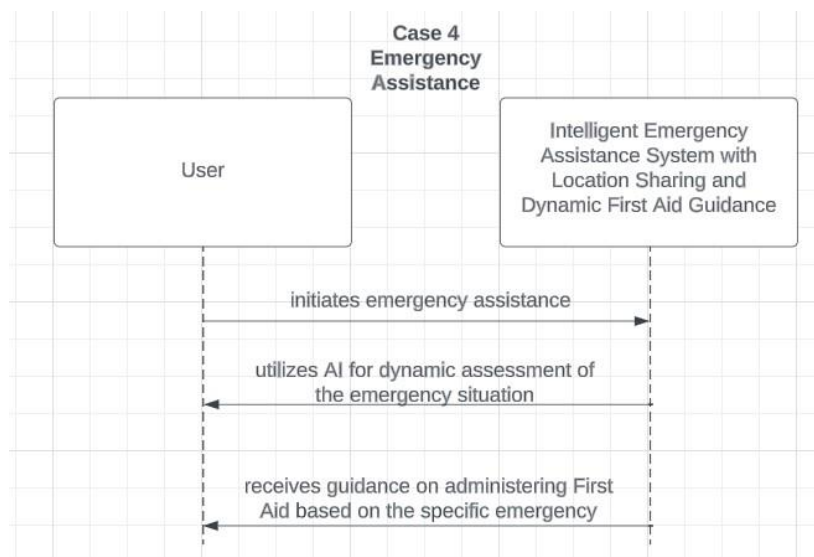 Case 4
Emergency
Assistance
User
Intelligent Emergency
Assistance System with
Location Sharing and
Dynamic First Aid Guidance
initiates emergency assistance
utilizes AI for dynamic assessment of
the emergency situation
receives guidance on administering First
Aid based on the specific emergency